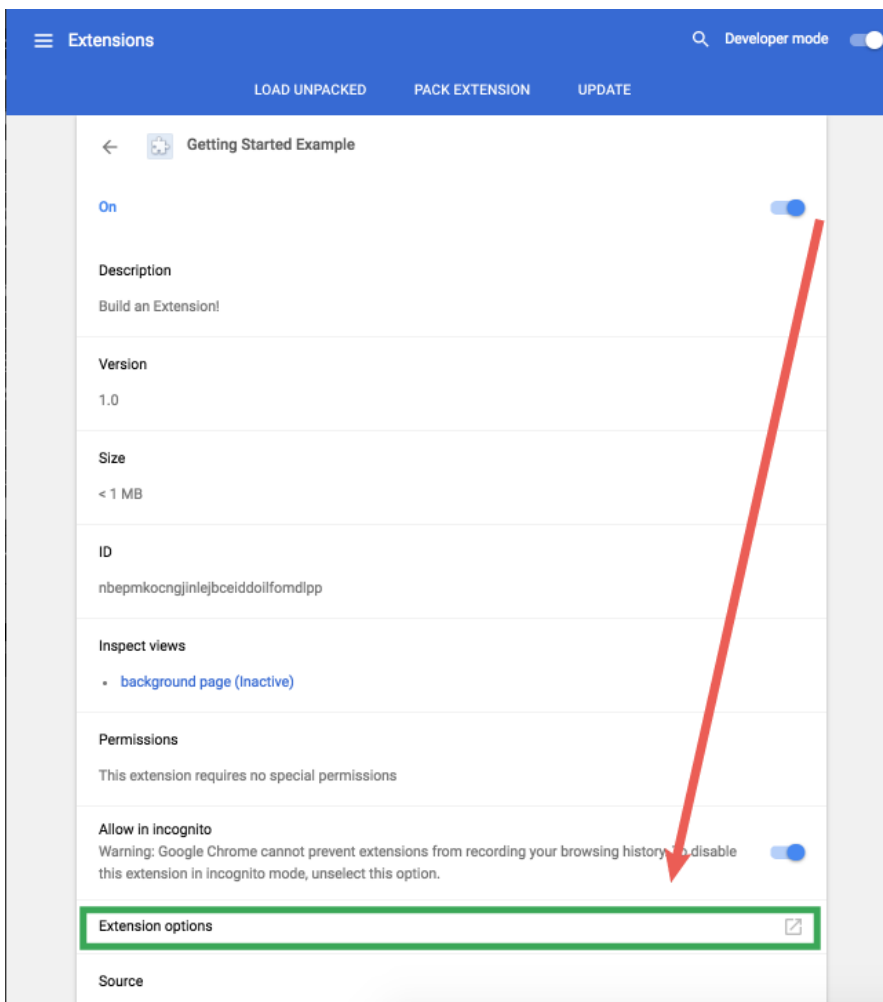 Extensions
Developer mode
LOAD UNPACKED PACK EXTENSION UPDATE
Getting Started Example
On
Description
Build an Extension!
Version
1.0
Size
< 1 MB
ID
nbepmkocngjinlejbceiddoilfomdlpp
Inspect views
• background page (Inactive)
Permissions
This extension requires no special permissions
Allow in incognito
Warning: Google Chrome cannot prevent extensions from recording your browsing history. To disable
this extension in incognito mode, unselect this option.
Extension options
Source